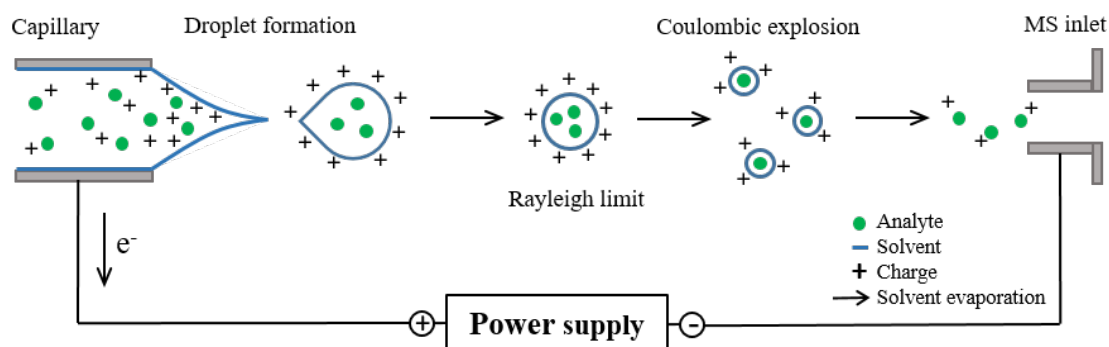 Capillary
Droplet formation
Coulombic explosion
MS inlet
Rayleigh limit
Analyte
Solvent
+ Charge
Solvent evaporation
e-
+ Power supply -